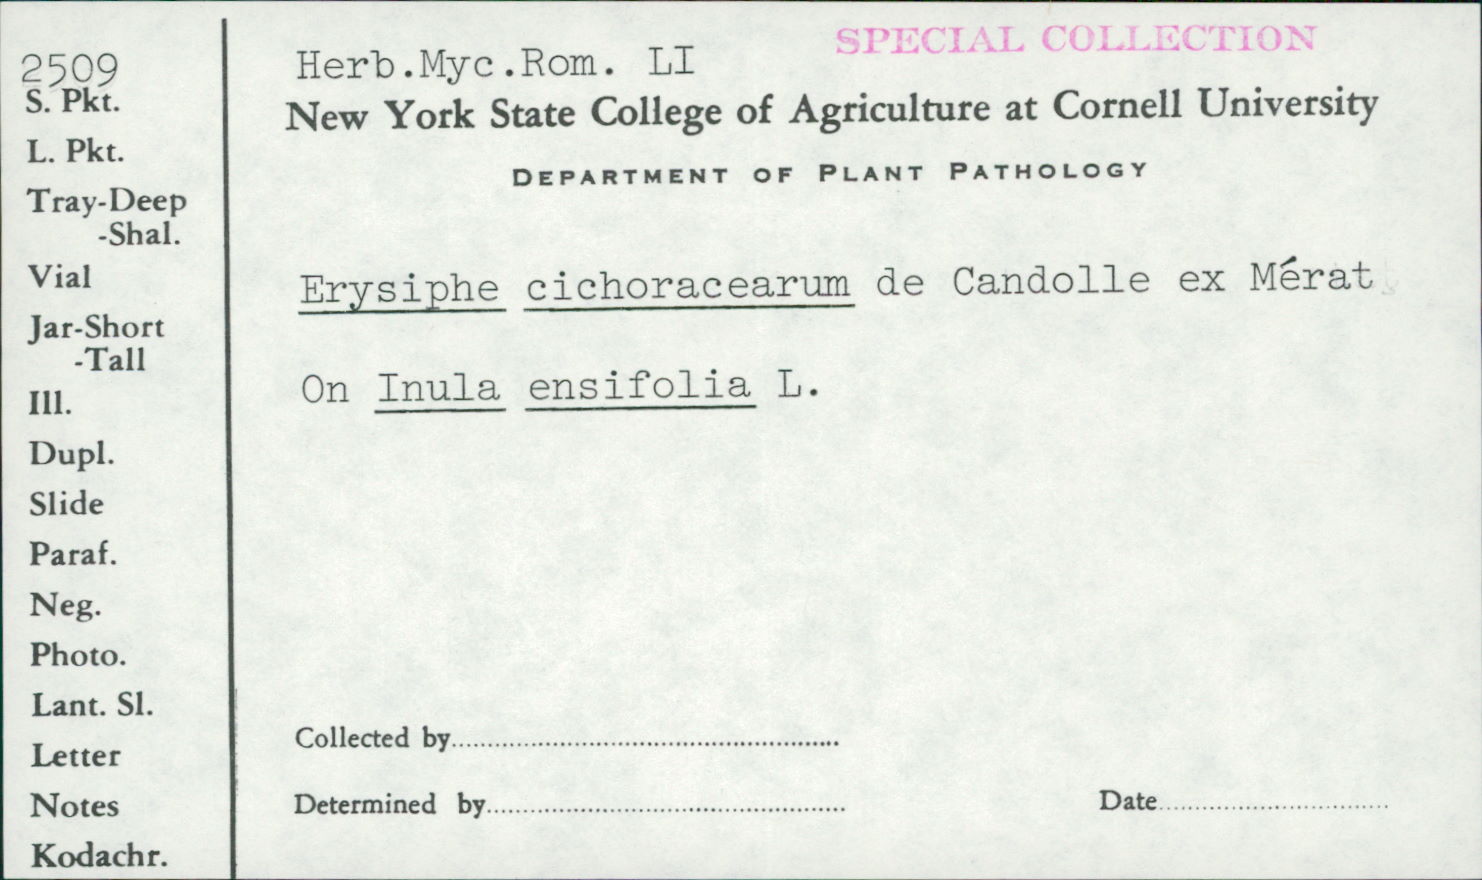 2509
S. Pkt.
L. Pkt.
Tray-Deep
-Shal.
Vial
Jar-Short
-Tall
Ill.
Dupl.
Slide
Paraf.
Neg.
Photo.
Lant. Sl.
Letter
Notes
Kodachr.
SPECIAL COLLECTION
Herb.Myc.Rom. LI
New York State College of Agriculture at Cornell University
DEPARTMENT OF PLANT PATHOLOGY
Erysiphe cichoracearum de Candolle ex Mérat
On Inula ensifolia L.
Collected by
Determined by
Date